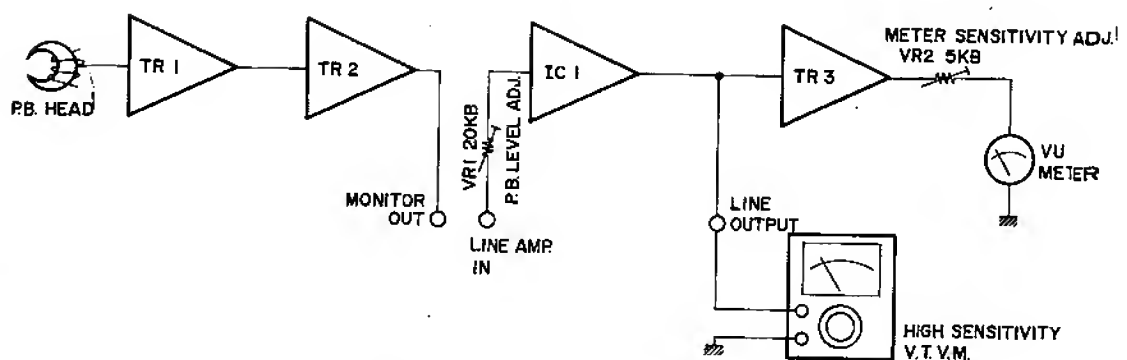 P.B. HEAD
TR 1
TR 2
MONITOR
OUT
VR1 20KB
P.B. LEVEL ADJ.
LINE AMP.
IN
IC 1
LINE
OUTPUT
TR 3
METER SENSITIVITY ADJ.
VR2 5KB
VU
METER
HIGH SENSITIVITY
V.T.V.M.